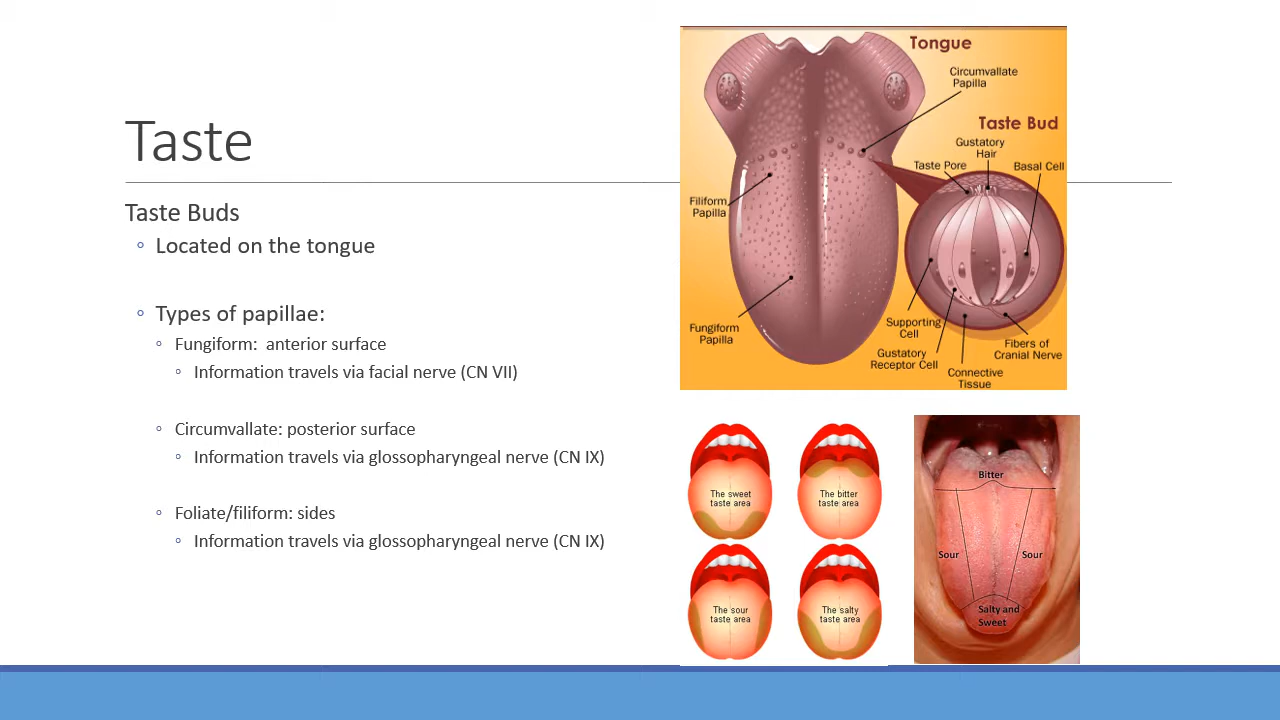 Taste
Taste Buds
Located on the tongue
Types of papillae:
Fungiform: anterior surface
Information travels via facial nerve (CN VII)
Circumvallate: posterior surface
Information travels via glossopharyngeal nerve (CN IX)
Foliate/filiform: sides
Information travels via glossopharyngeal nerve (CN IX)
Tongue
Circumvallate
Papilla
Taste Bud
Gustatory
Hair
Taste Pore
Basal Cell
Filiform
Papilla
Fungiform
Papilla
Supporting
Cell
Gustatory
Receptor Cell
Connective
Tissue
Fibers of
Cranial Nerve
The sweet
taste area
The bitter
taste area
The sour
taste area
The salty
taste area
Bitter
Sour
Sour
Salty and
Sweet